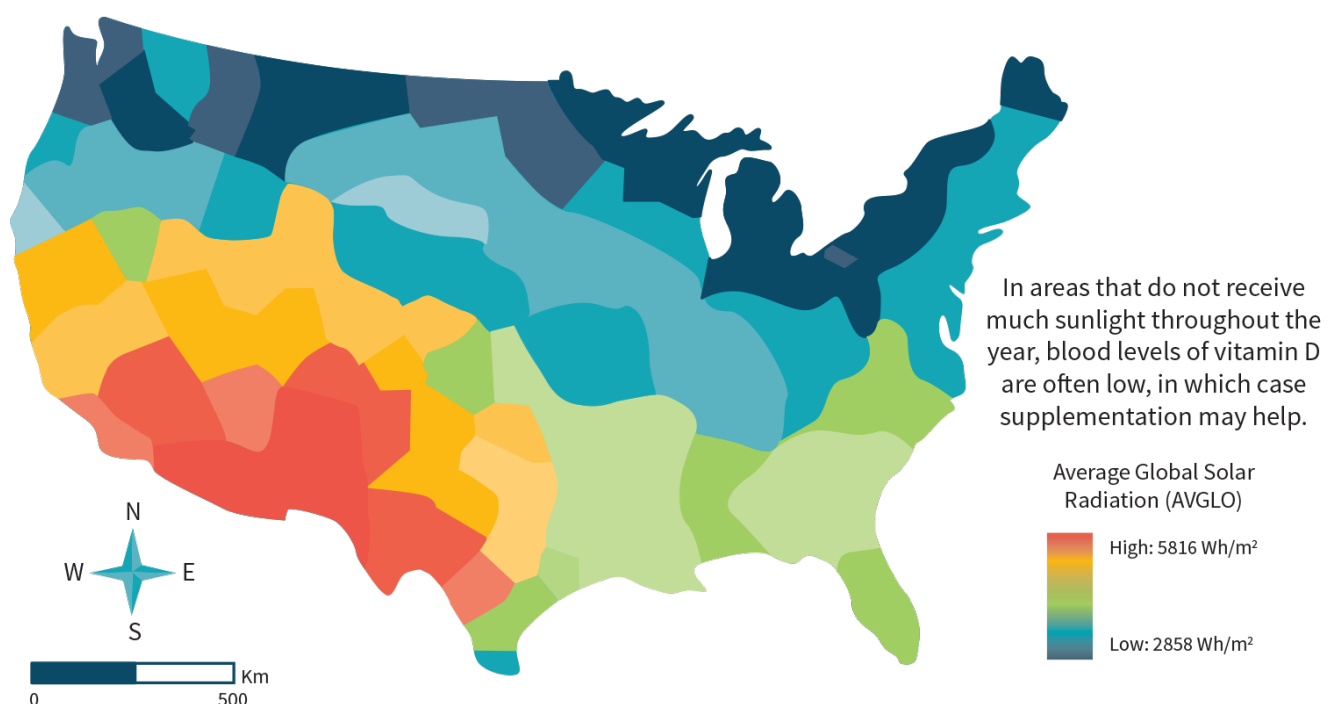 In areas that do not receive
much sunlight throughout the
year, blood levels of vitamin D
are often low, in which case
supplementation may help.
Average Global Solar
Radiation (AVGLO)
High: 5816 Wh/m²
Low: 2858 Wh/m²
N
W E
S
Km
0 500